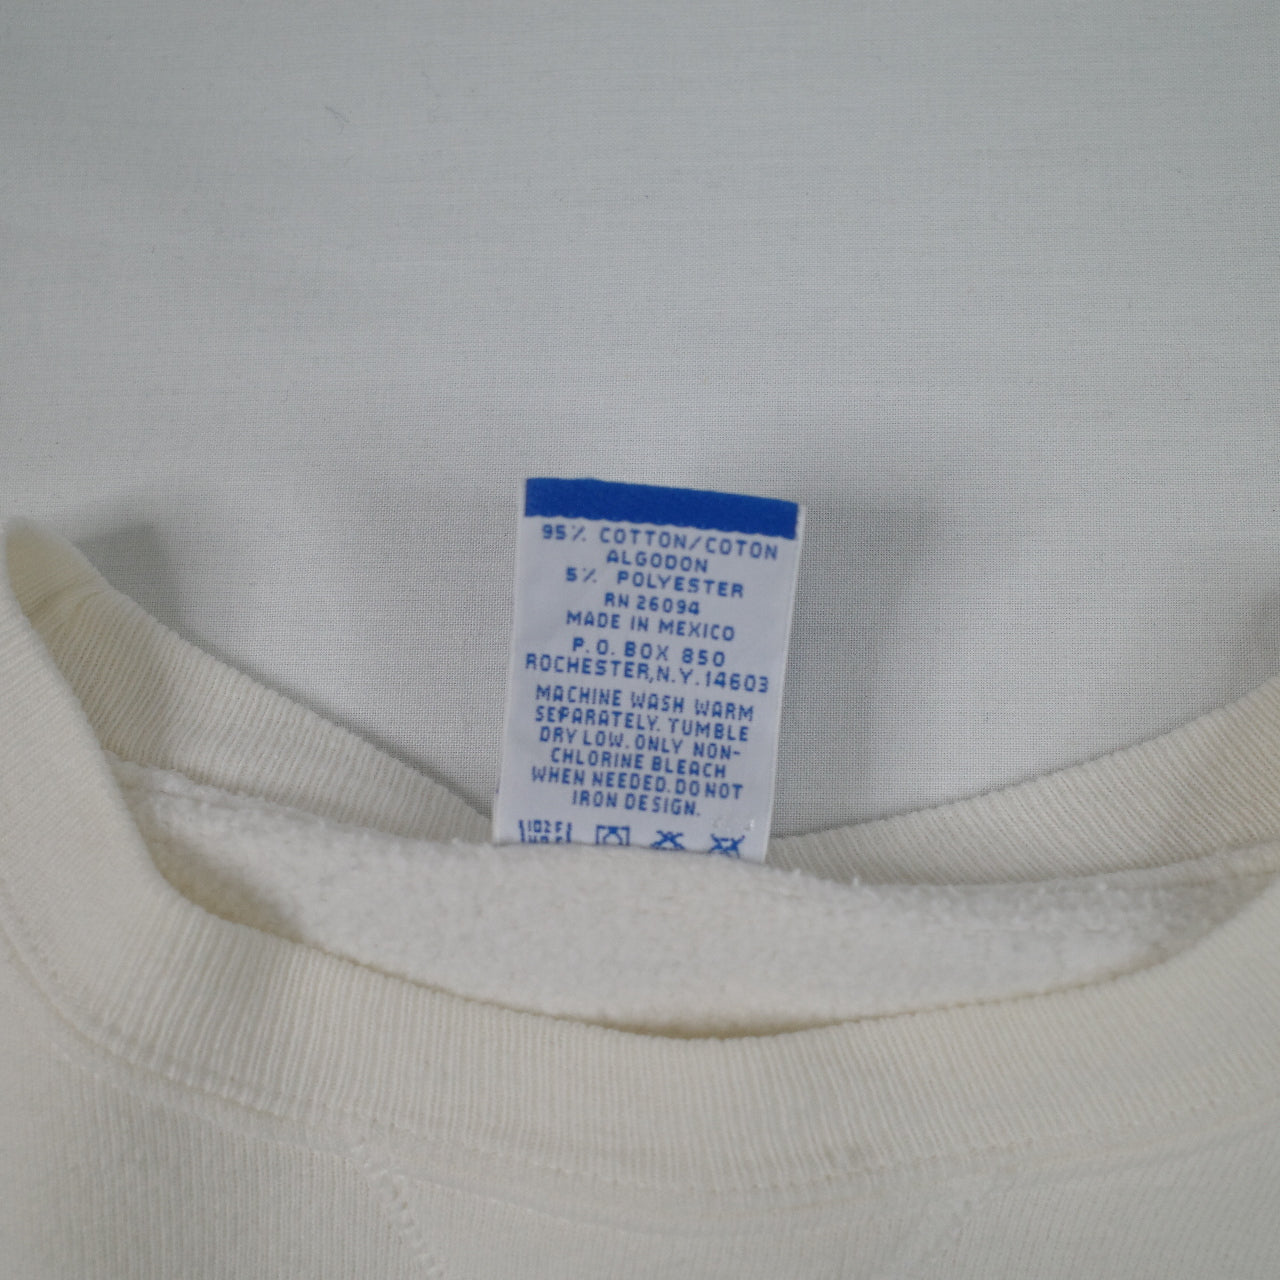 95% COTTON/COTON
ALGODON
5% POLYESTER
RN 26094
MADE IN MEXICO
P.O. BOX 850
ROCHESTER, N.Y. 14603
MACHINE WASH WARM
SEPARATELY. TUMBLE
DRY LOW. ONLY NON-
CHLORINE BLEACH
WHEN NEEDED. DO NOT
IRON DESIGN.
102F